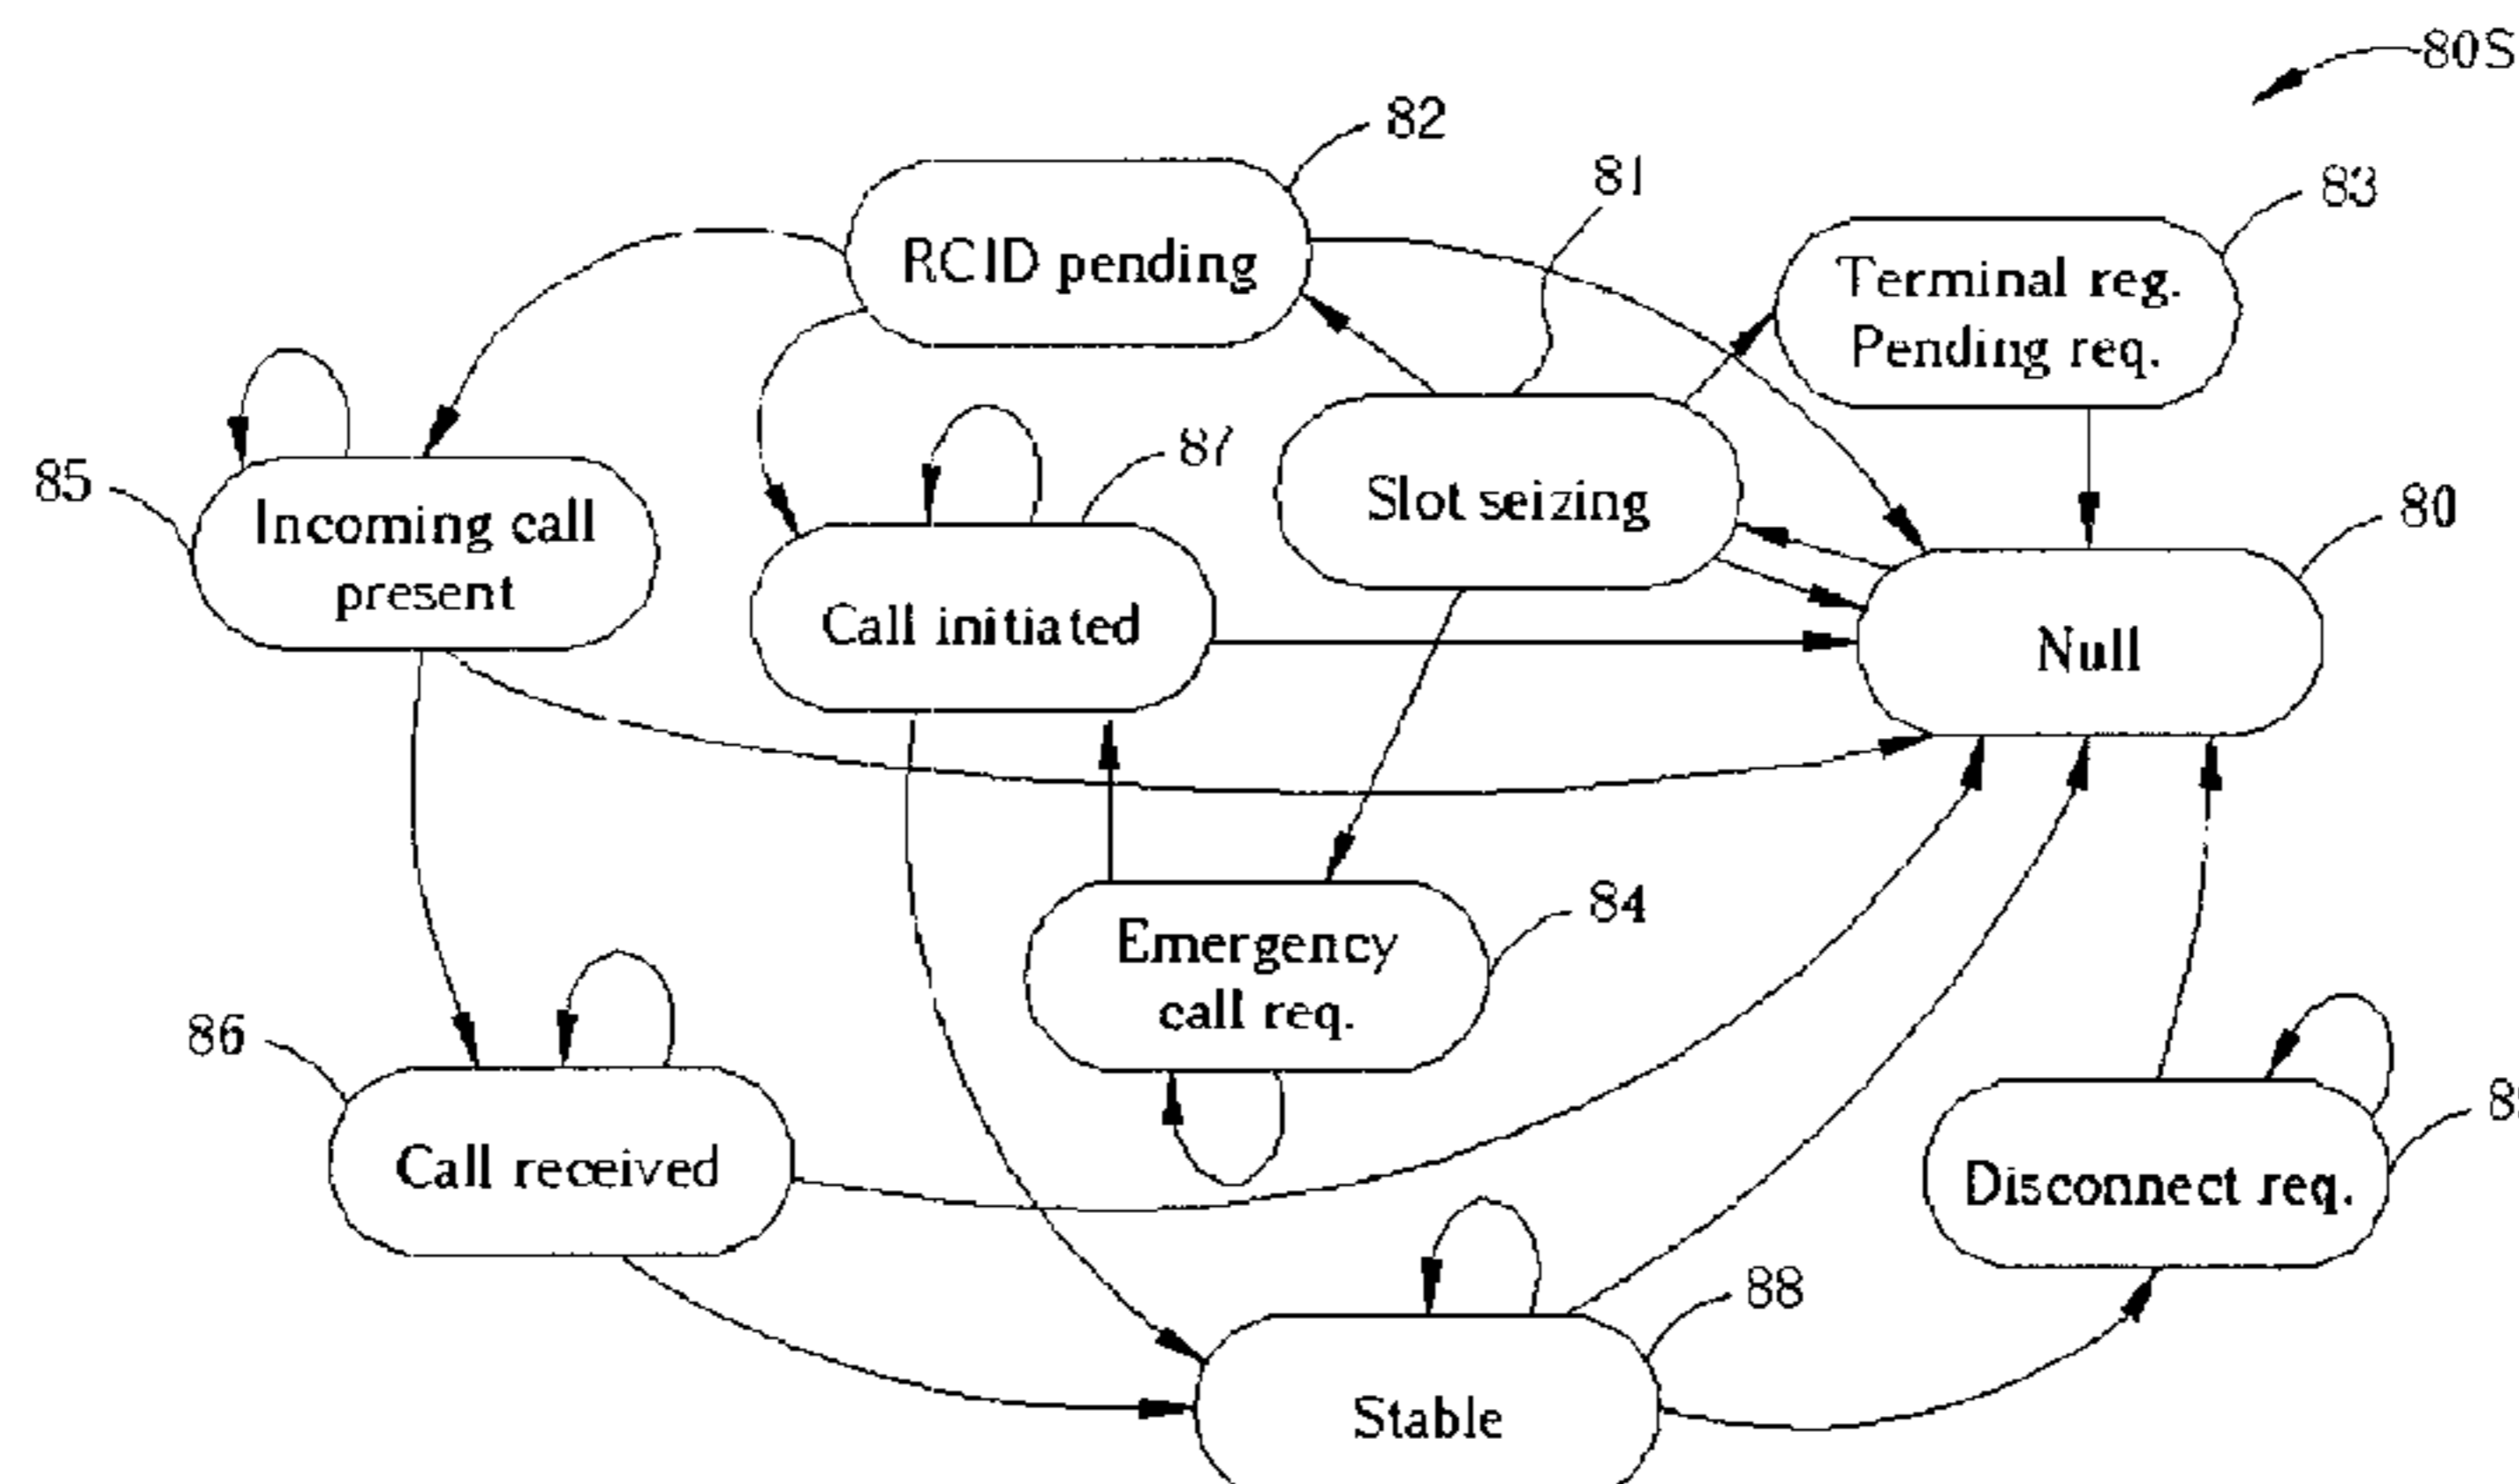 80S
82
81
83
RCID pending
Terminal reg.
Pending req.
87
85
Slot seizing
80
Incoming call
present
Call initiated
Null
84
Emergency
call req.
86
Call received
Disconnect req.
88
Stable